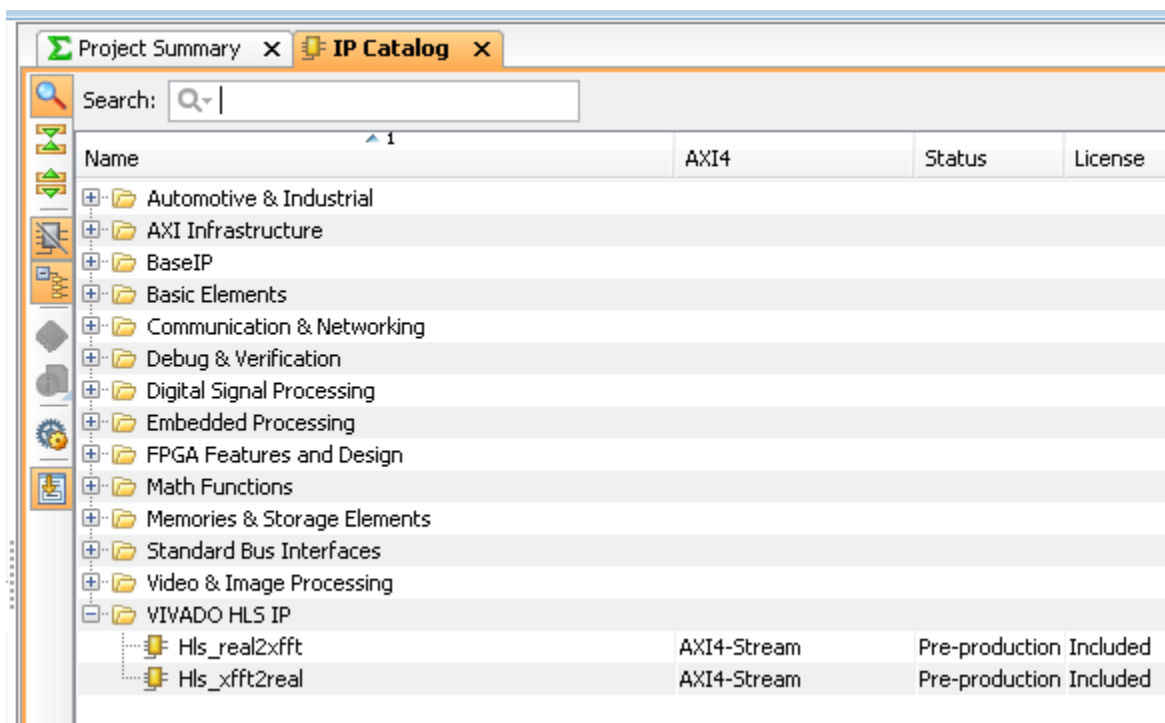 Project Summary X IP Catalog X
Search:
1
Name AXI4 Status License
Automotive & Industrial
AXI Infrastructure
BaseIP
Basic Elements
Communication & Networking
Debug & Verification
Digital Signal Processing
Embedded Processing
FPGA Features and Design
Math Functions
Memories & Storage Elements
Standard Bus Interfaces
Video & Image Processing
VIVADO HLS IP
Hls_real2xfft AXI4-Stream Pre-production Included
Hls_xfft2real AXI4-Stream Pre-production Included